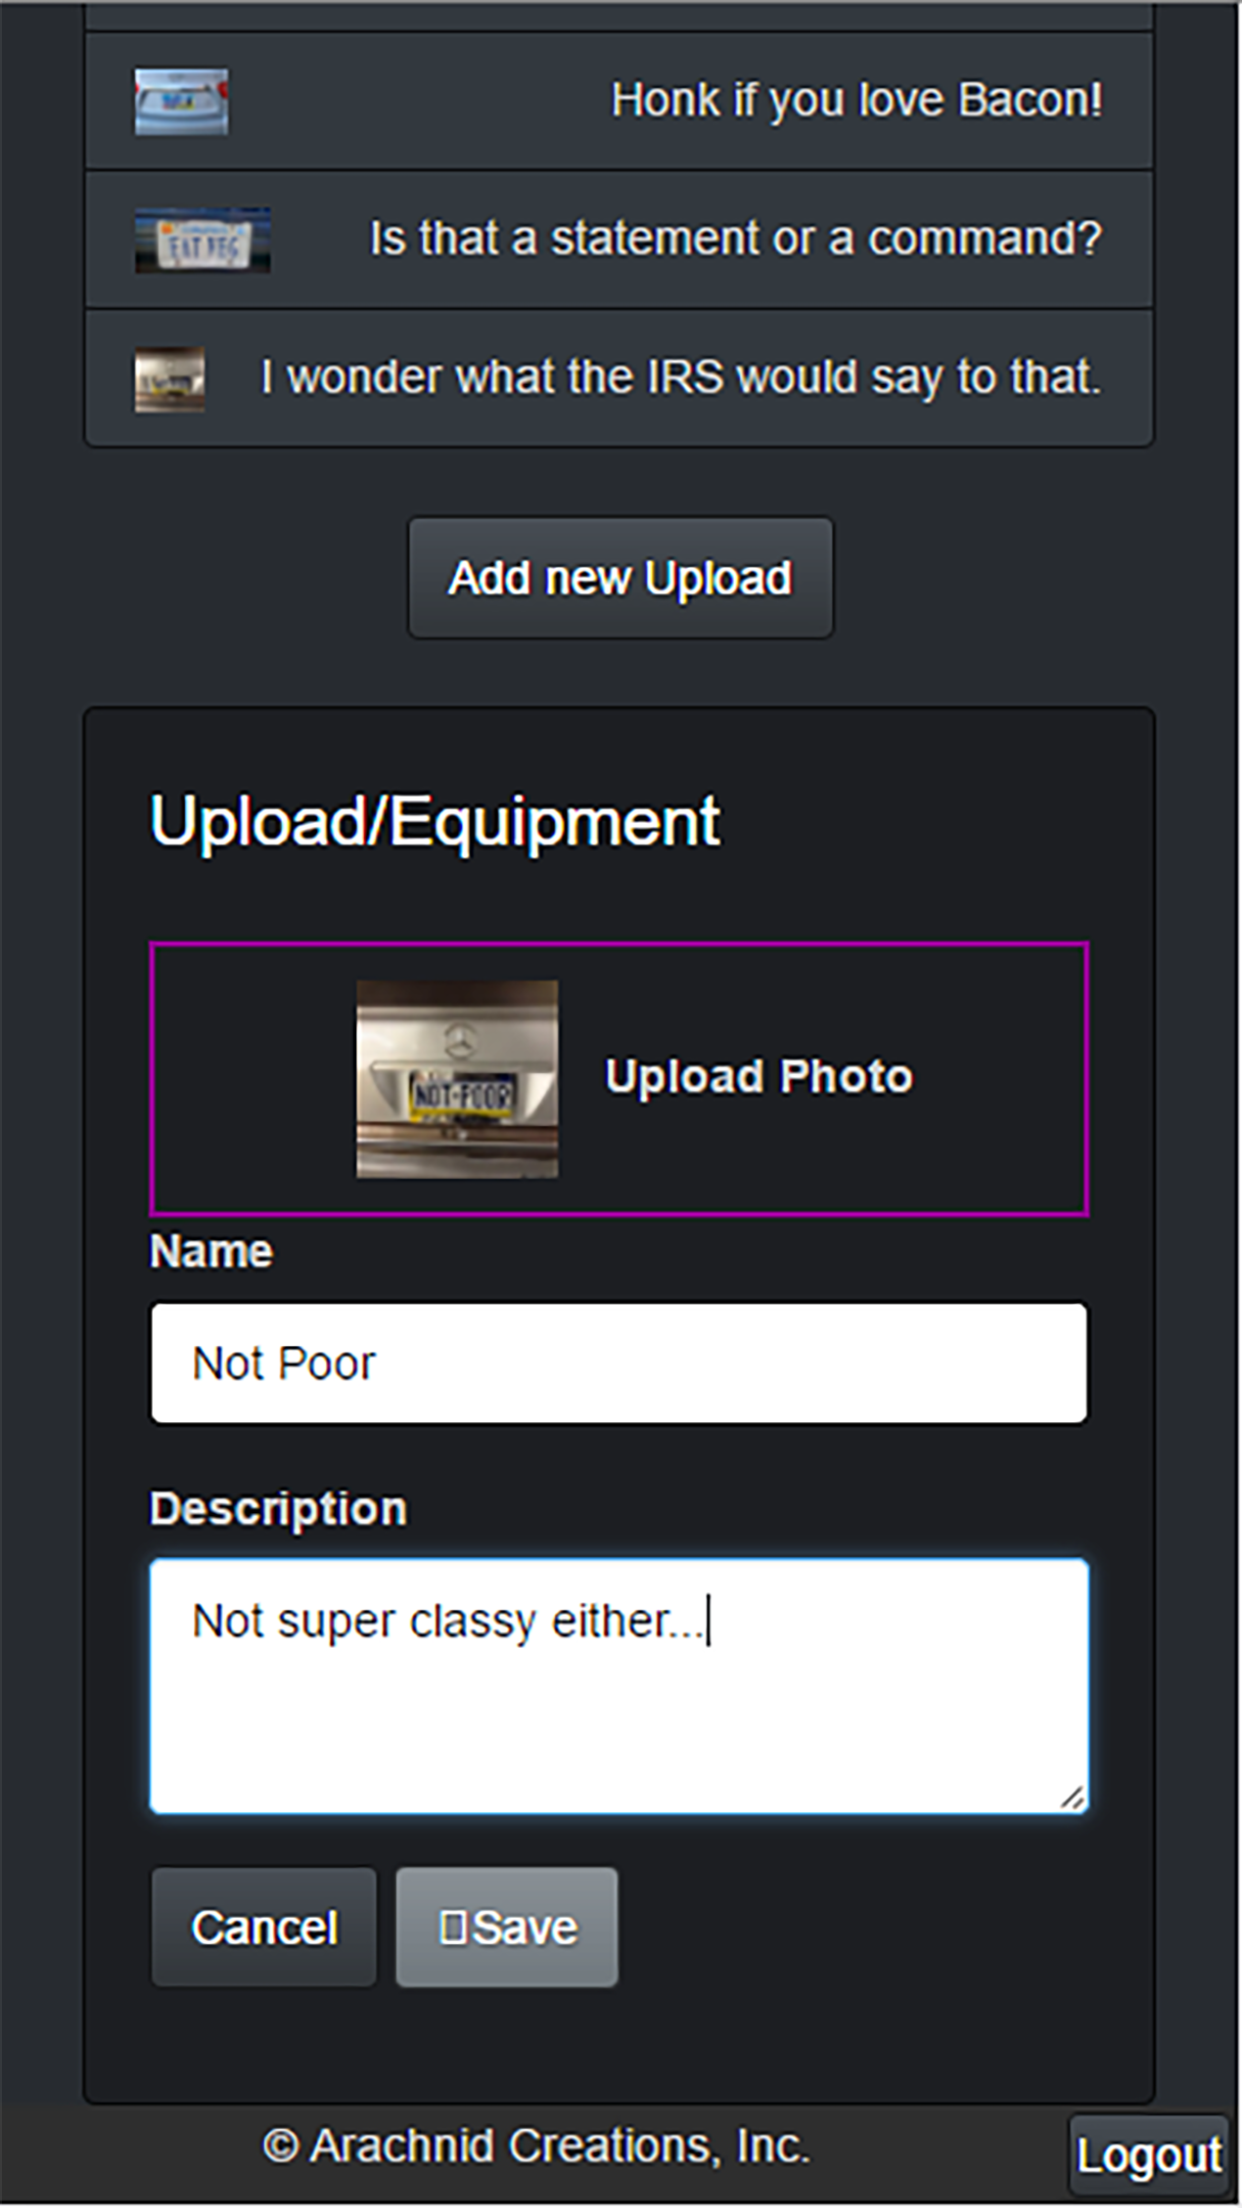 Honk if you love Bacon!
Is that a statement or a command?
I wonder what the IRS would say to that.
Add new Upload
Upload/Equipment
NOT-POOR
Upload Photo
Name
Not Poor
Description
Not super classy either...
Cancel
Save
© Arachnid Creations, Inc.
Logout